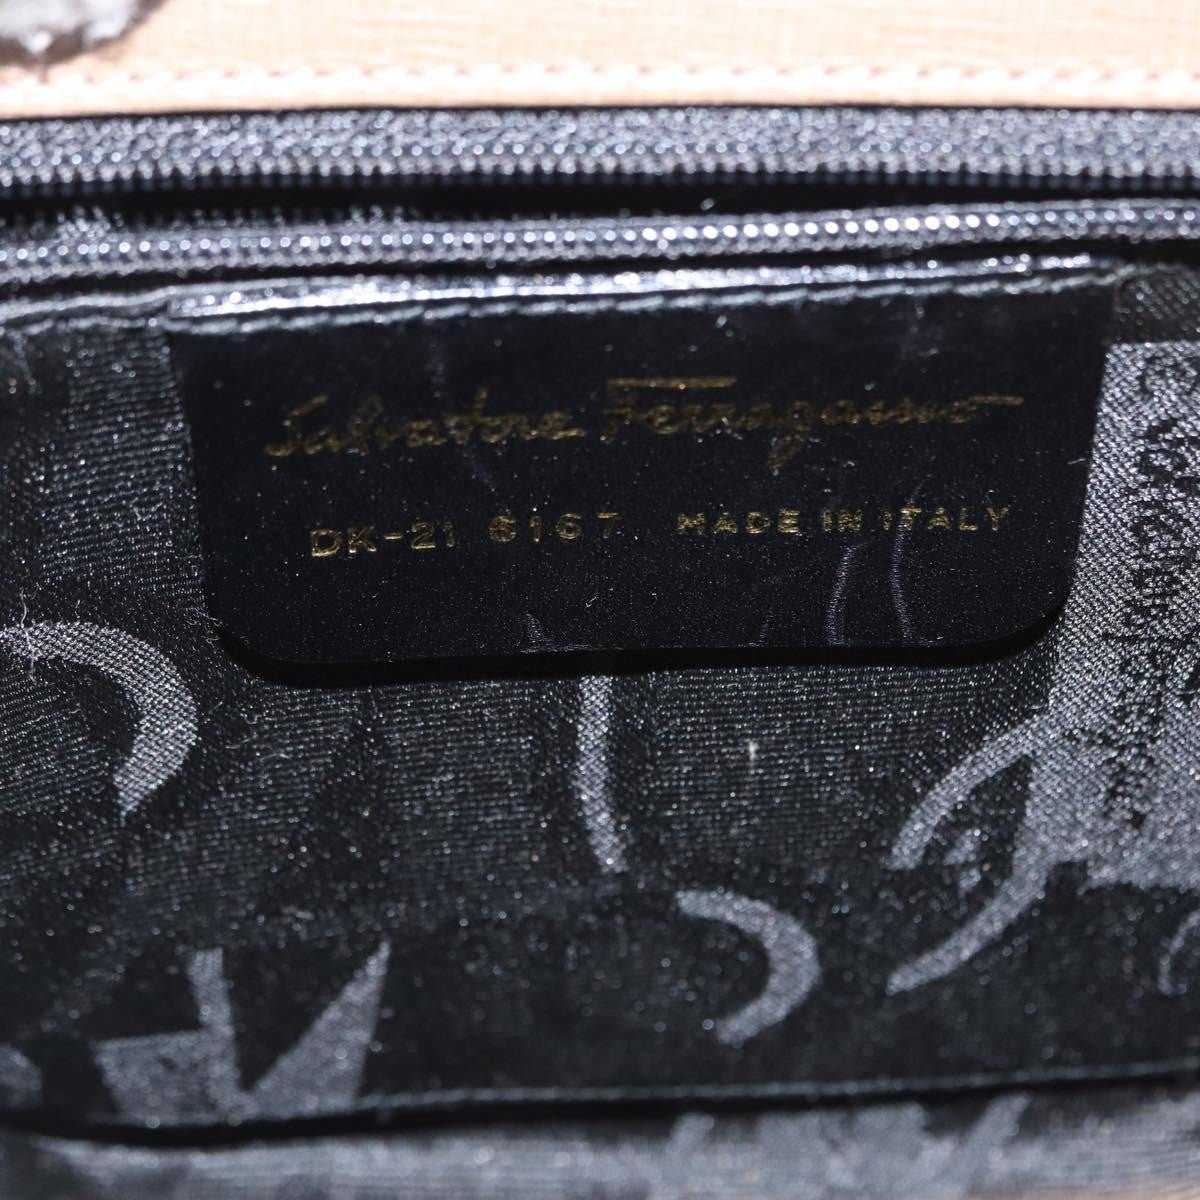 Salvatore Ferragamo
DK-21 6167 MADE IN ITALY